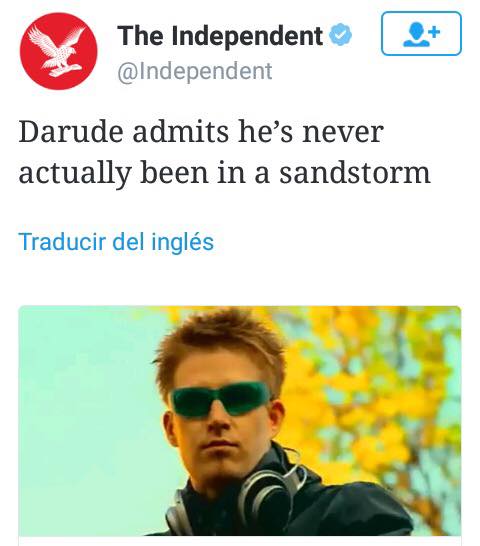 The Independent
@Independent
Darude admits he’s never
actually been in a sandstorm
Traducir del inglés